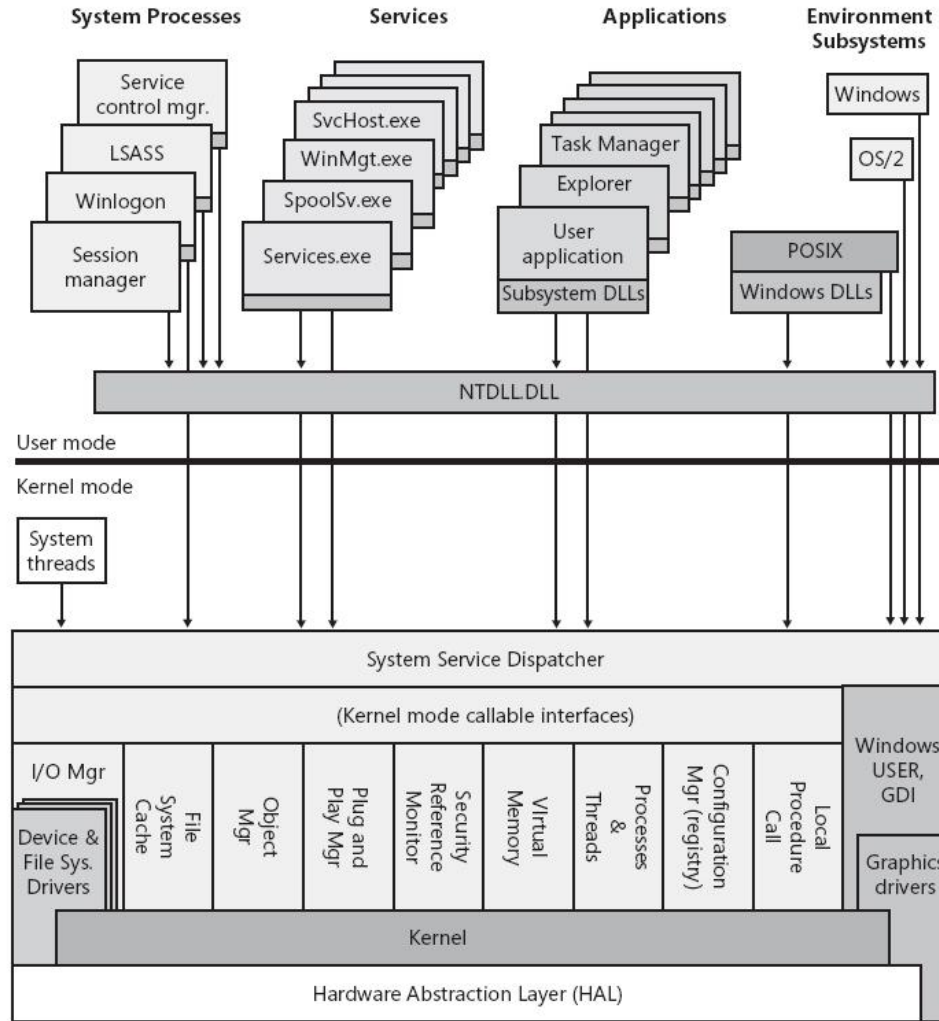 System Processes
Services
Applications
Environment
Subsystems
Service
control mgr.
LSASS
Winlogon
Session
manager
SvcHost.exe
WinMgt.exe
SpoolSv.exe
Services.exe
Task Manager
Explorer
User
application
Subsystem DLLs
Windows
OS/2
POSIX
Windows DLLs
NTDLL.DLL
User mode
Kernel mode
System
threads
System Service Dispatcher
(Kernel mode callable interfaces)
I/O Mgr
Device &
File Sys.
Drivers
File
System
Cache
Object
Mgr
Plug and
Play Mgr
Security
Reference
Monitor
VIrtual
Memory
Processes
&
Threads
Configuration
Mgr (registry)
Local
Procedure
Call
Windows
USER,
GDI
Graphics
drivers
Kernel
Hardware Abstraction Layer (HAL)